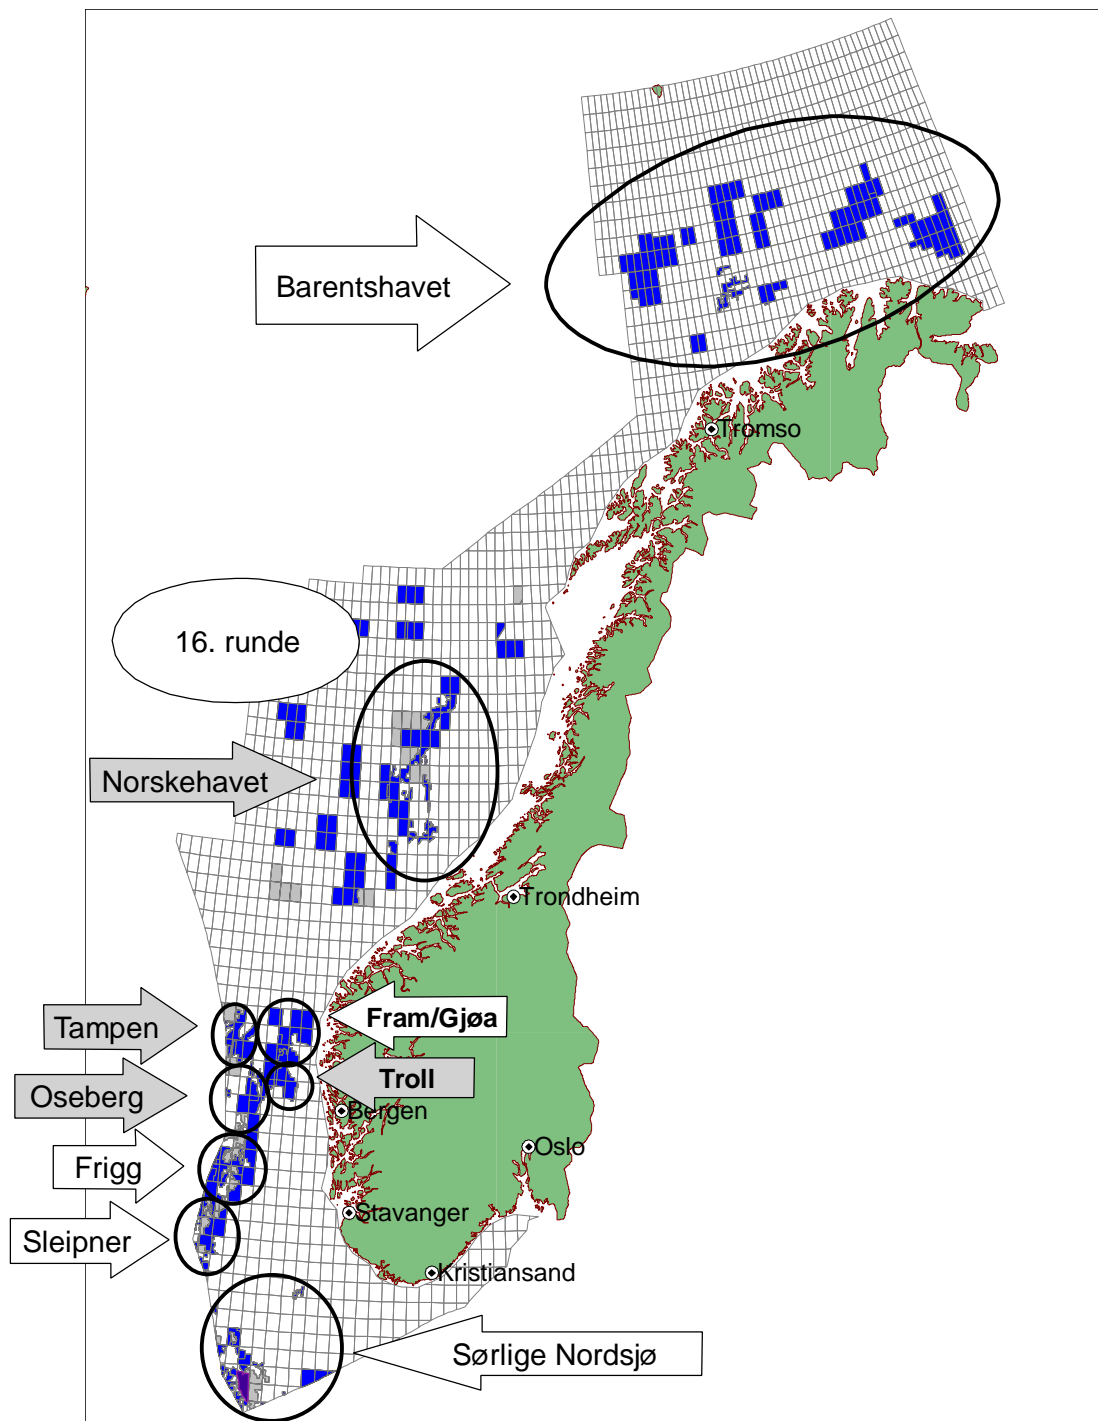 Barentshavet
Tromso
16. runde
Norskehavet
Trondheim
Tampen
Fram/Gjøa
Troll
Oseberg
Bergen
Oslo
Frigg
Stavanger
Sleipner
Kristiansand
Sørlige Nordsjø